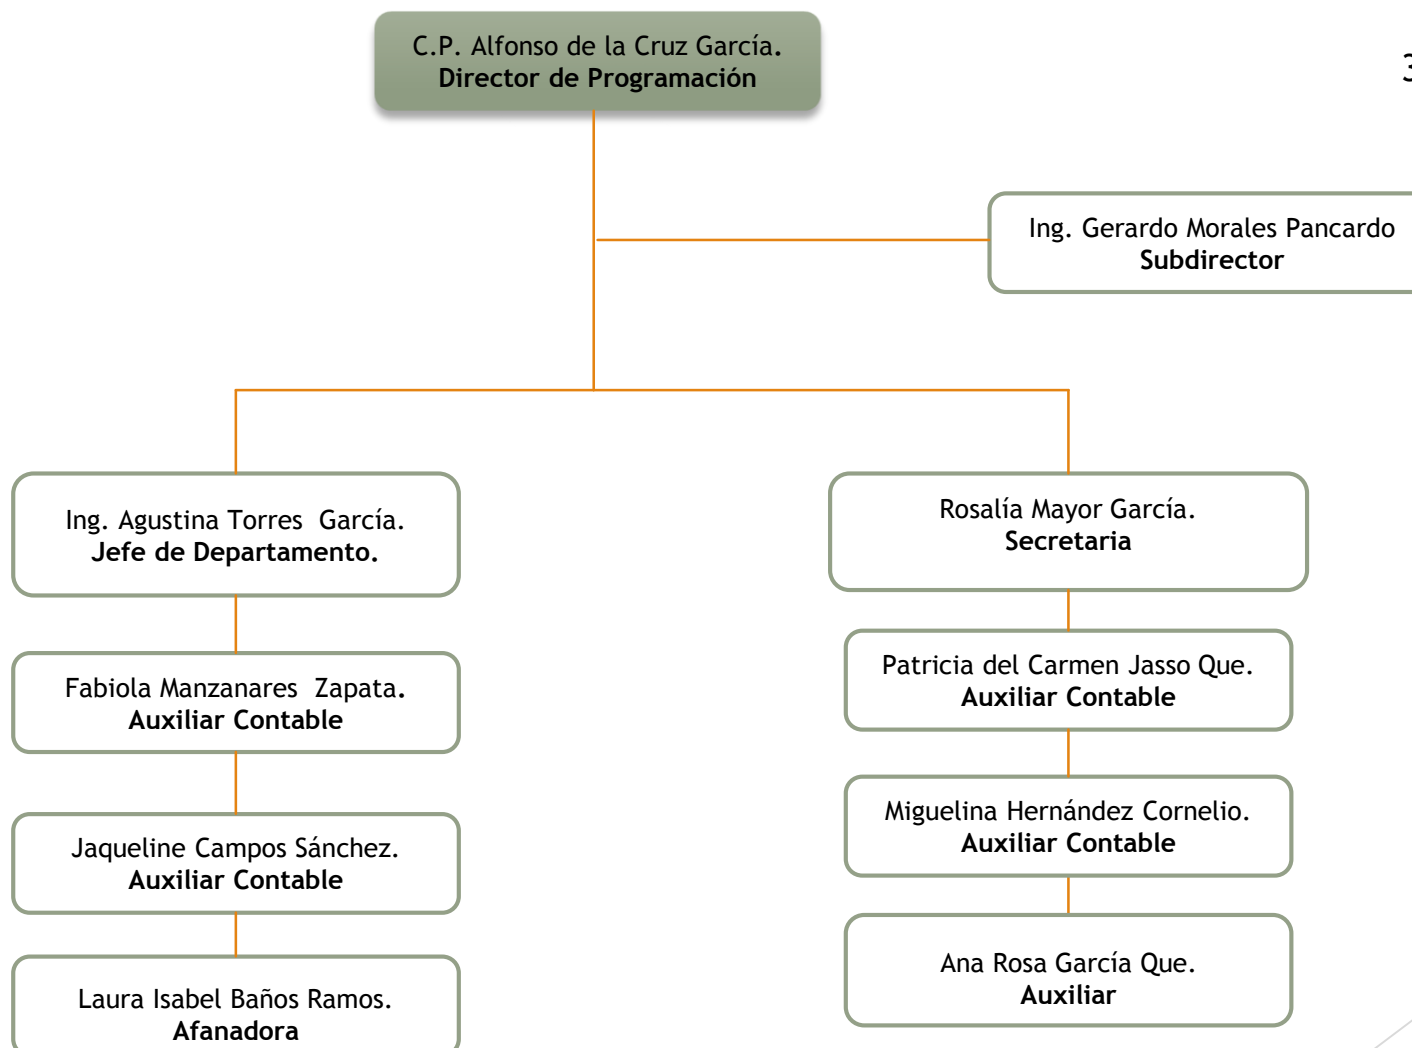 C.P. Alfonso de la Cruz García.
Director de Programación
3
Ing. Gerardo Morales Pancardo
Subdirector
Ing. Agustina Torres  García.
Jefe de Departamento.
Rosalía Mayor García.
Secretaria
Fabiola Manzanares  Zapata.
Auxiliar Contable
Patricia del Carmen Jasso Que.
Auxiliar Contable
Jaqueline Campos Sánchez.
Auxiliar Contable
Miguelina Hernández Cornelio.
Auxiliar Contable
Laura Isabel Baños Ramos.
Afanadora
Ana Rosa García Que.
Auxiliar